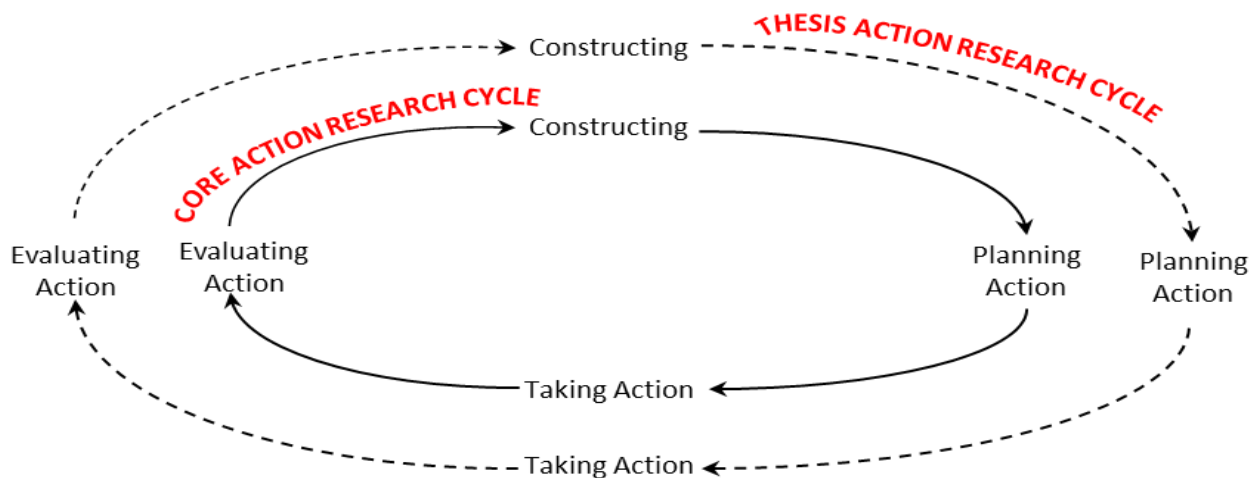 THESIS ACTION RESEARCH CYCLE
Constructing
CORE ACTION RESEARCH CYCLE
Constructing
Evaluating
Action
Evaluating
Action
Planning
Action
Planning
Action
Taking Action
Taking Action